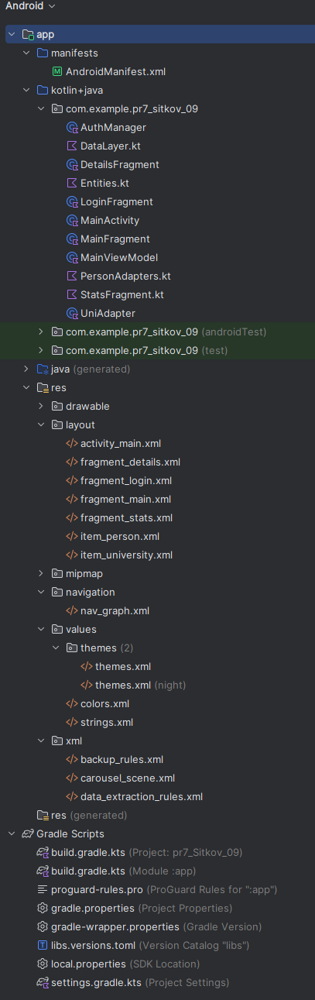 Android
app
manifests
AndroidManifest.xml
kotlin+java
com.example.pr7_sitkov_09
AuthManager
DataLayer.kt
DetailsFragment
Entities.kt
LoginFragment
MainActivity
MainFragment
MainViewModel
PersonAdapters.kt
StatsFragment.kt
UniAdapter
com.example.pr7_sitkov_09 (androidTest)
com.example.pr7_sitkov_09 (test)
java (generated)
res
drawable
layout
activity_main.xml
fragment_details.xml
fragment_login.xml
fragment_main.xml
fragment_stats.xml
item_person.xml
item_university.xml
mipmap
navigation
nav_graph.xml
values
themes (2)
themes.xml
themes.xml (night)
colors.xml
strings.xml
xml
backup_rules.xml
carousel_scene.xml
data_extraction_rules.xml
res (generated)
Gradle Scripts
build.gradle.kts (Project: pr7_Sitkov_09)
build.gradle.kts (Module :app)
proguard-rules.pro (ProGuard Rules for ":app")
gradle.properties (Project Properties)
gradle-wrapper.properties (Gradle Version)
libs.versions.toml (Version Catalog "libs")
local.properties (SDK Location)
settings.gradle.kts (Project Settings)